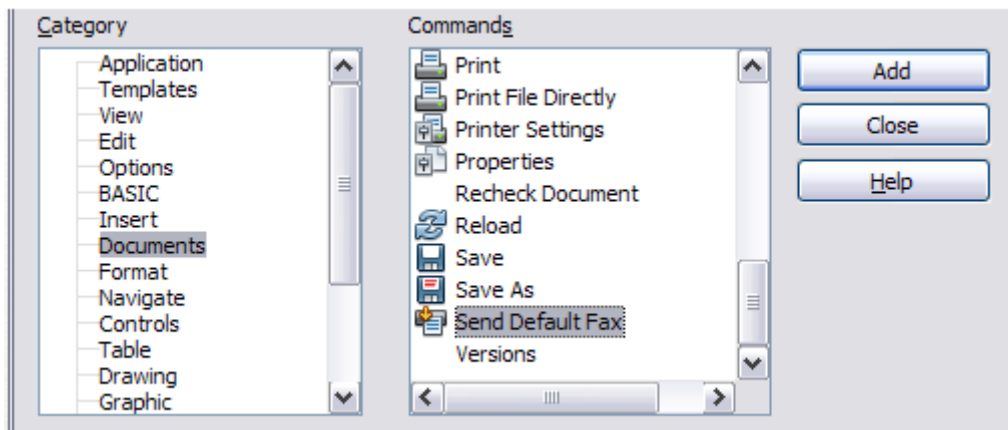 Category
Application
Templates
View
Edit
Options
BASIC
Insert
Documents
Format
Navigate
Controls
Table
Drawing
Graphic
Commands
Print
Print File Directly
Printer Settings
Properties
Recheck Document
Reload
Save
Save As
Send Default Fax
Versions
Add
Close
Help